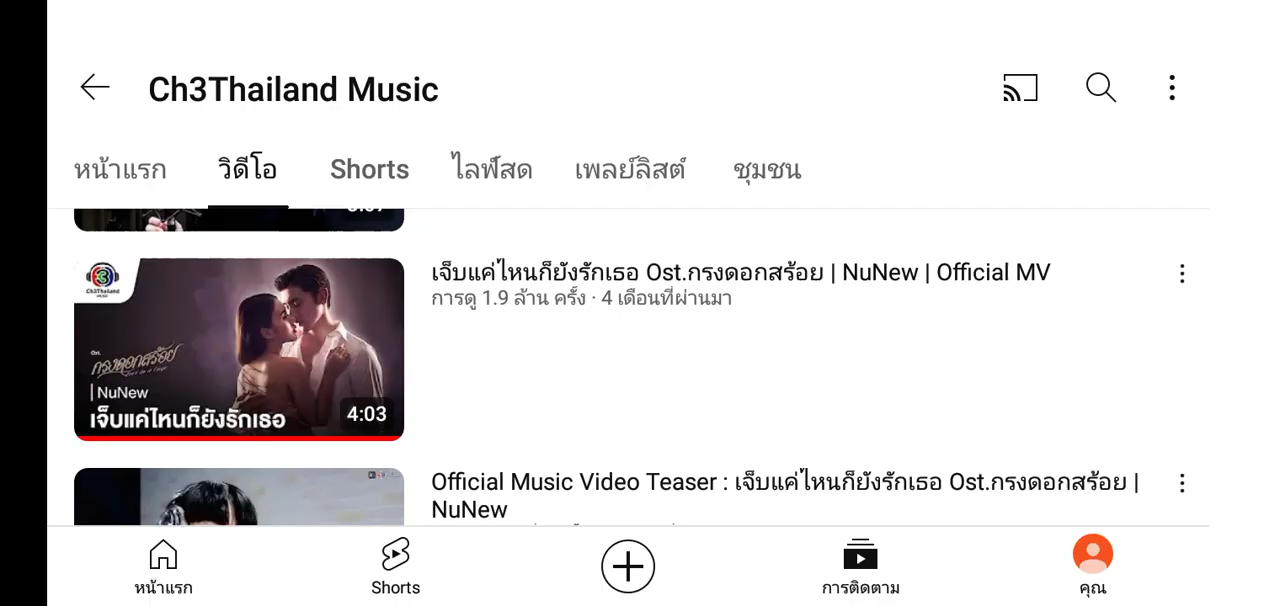 Ch3Thailand Music
หน้าแรก วิดีโอ Shorts ไลฟ์สด เพลย์ลิสต์ ชุมชน
Ch3Thailand
MUSIC
เจ็บแค่ไหนก็ยังรักเธอ Ost.กรงดอกสร้อย | NuNew | Official MV
การดู 1.9 ล้าน ครั้ง · 4 เดือนที่ผ่านมา
Ost.
กรงดอกสร้อย
| NuNew
เจ็บแค่ไหนก็ยังรักเธอ
4:03
Official Music Video Teaser : เจ็บแค่ไหนก็ยังรักเธอ Ost.กรงดอกสร้อย |
NuNew
หน้าแรก Shorts การติดตาม คุณ